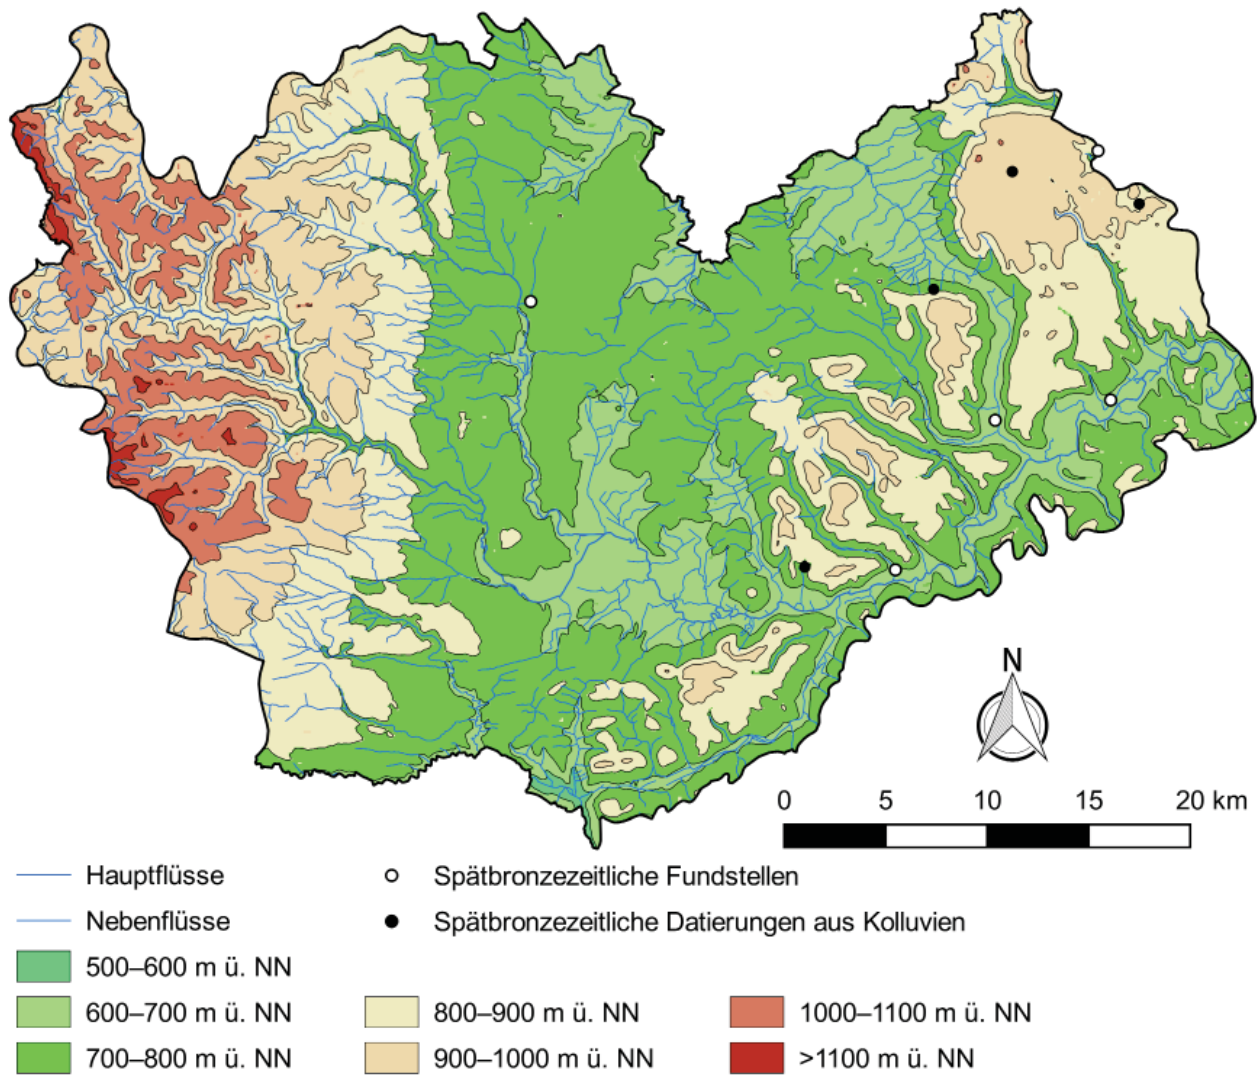 N
0 5 10 15 20 km
Hauptflüsse
Spätbronzezeitliche Fundstellen
Nebenflüsse
Spätbronzezeitliche Datierungen aus Kolluvien
500–600 m ü. NN
600–700 m ü. NN
800–900 m ü. NN
1000–1100 m ü. NN
700–800 m ü. NN
900–1000 m ü. NN
>1100 m ü. NN